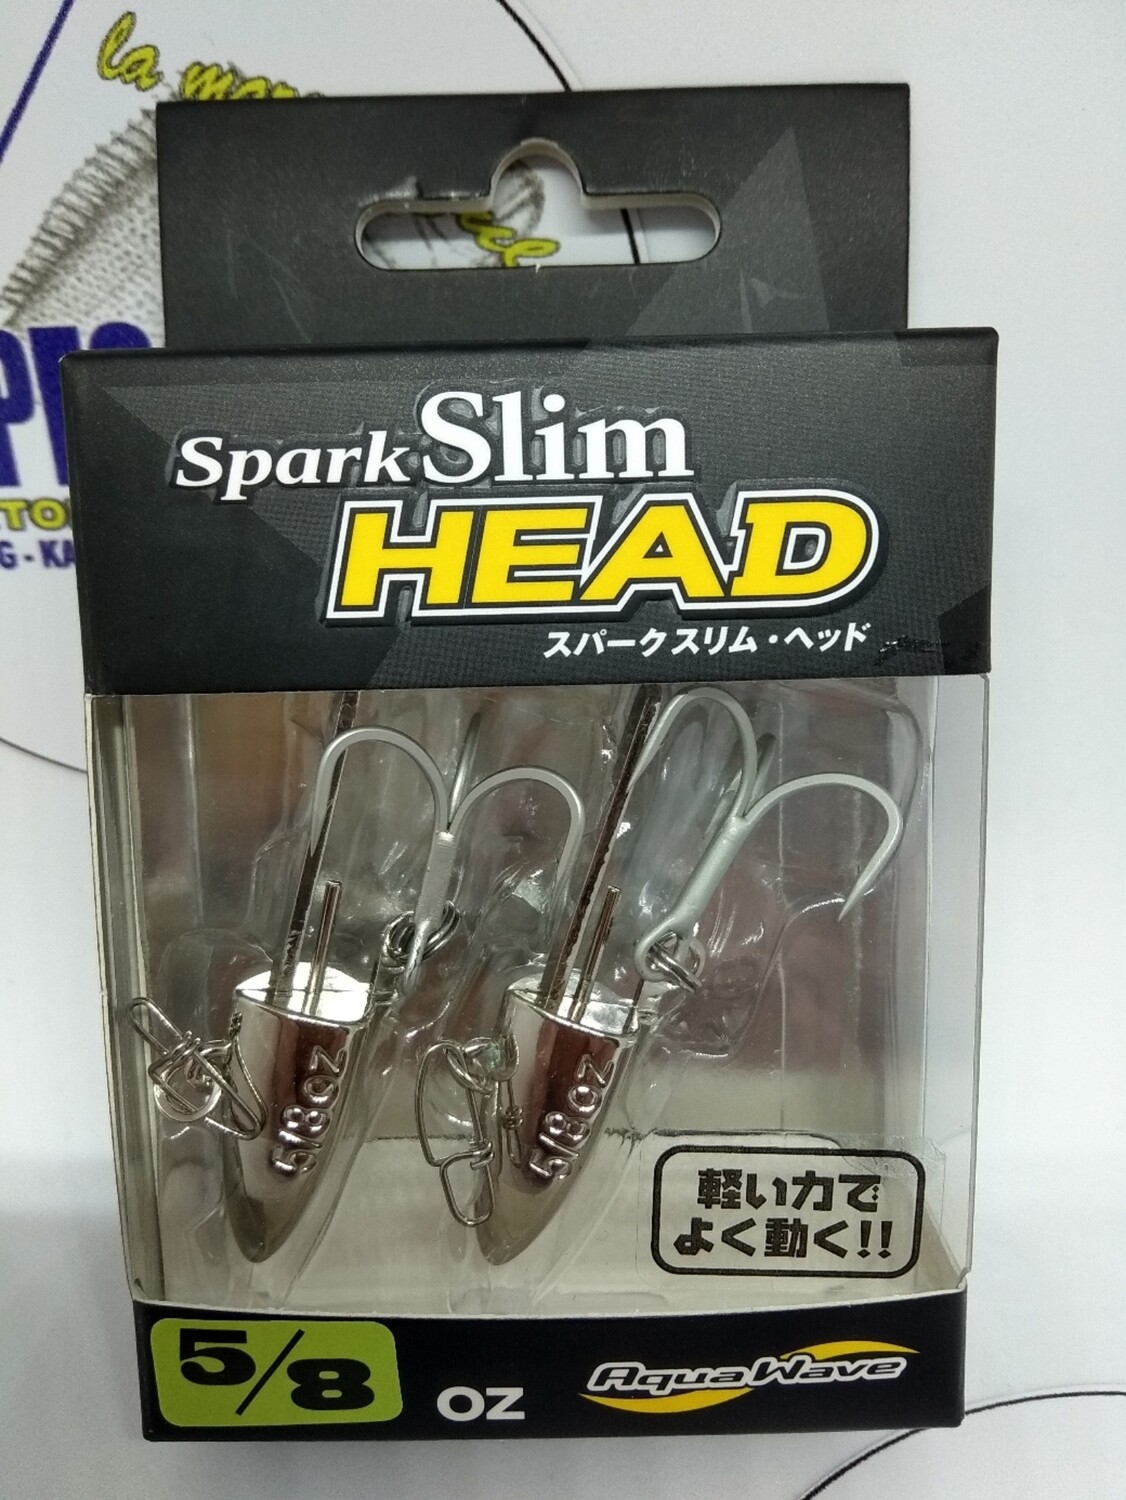 la
Spark Slim
HEAD
スパークスリム・ヘッド
5/8oz
5/8oz
軽い力で
よく動く!!
5/8 oz
AquaWave